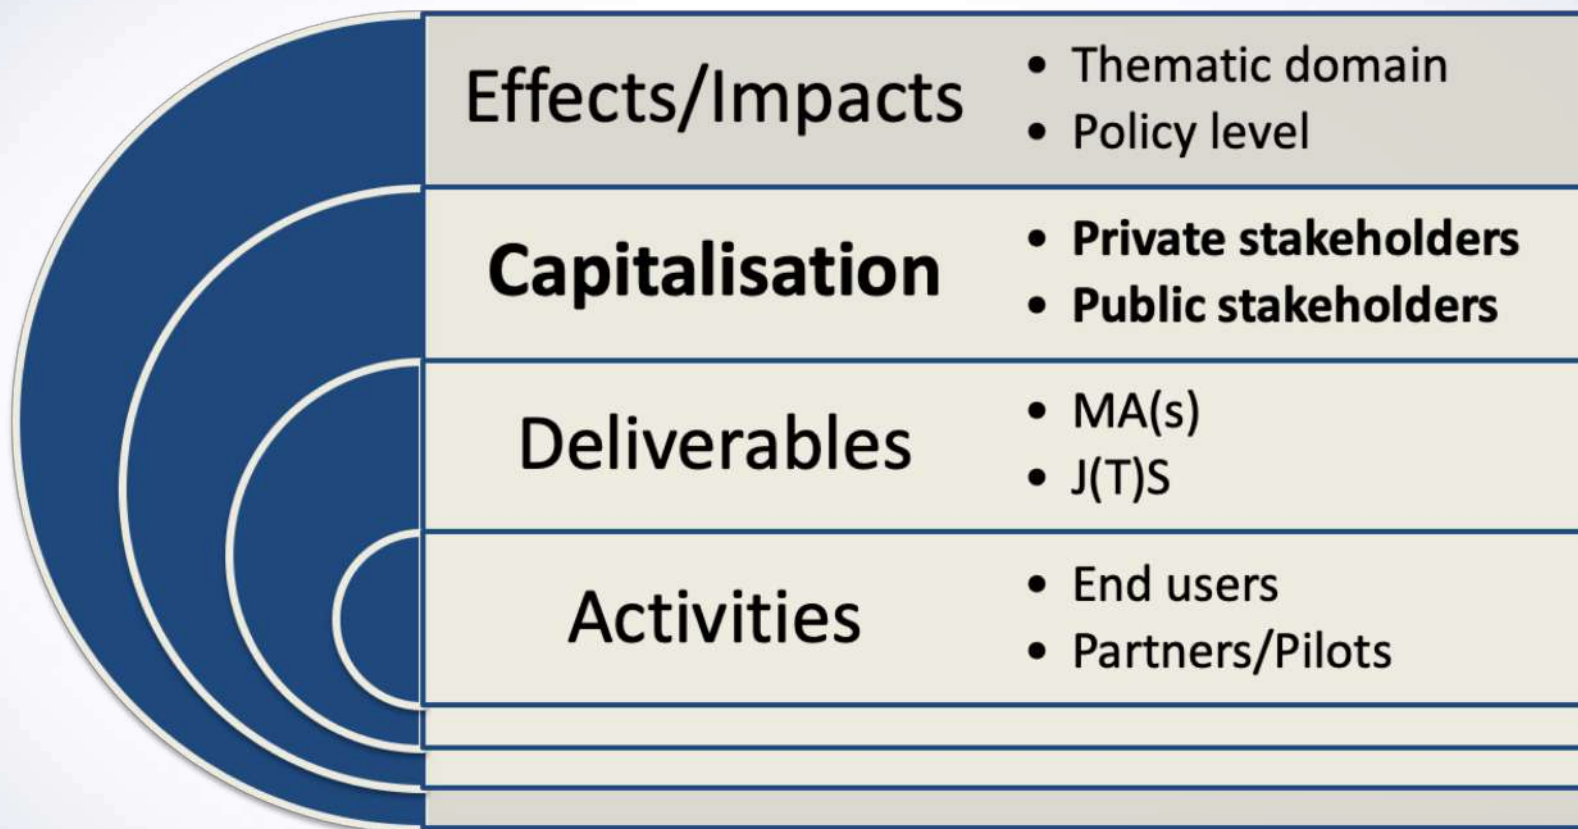 Effects/Impacts
• Thematic domain
• Policy level
Capitalisation
• Private stakeholders
• Public stakeholders
Deliverables
• MA(s)
• J(T)S
Activities
• End users
• Partners/Pilots